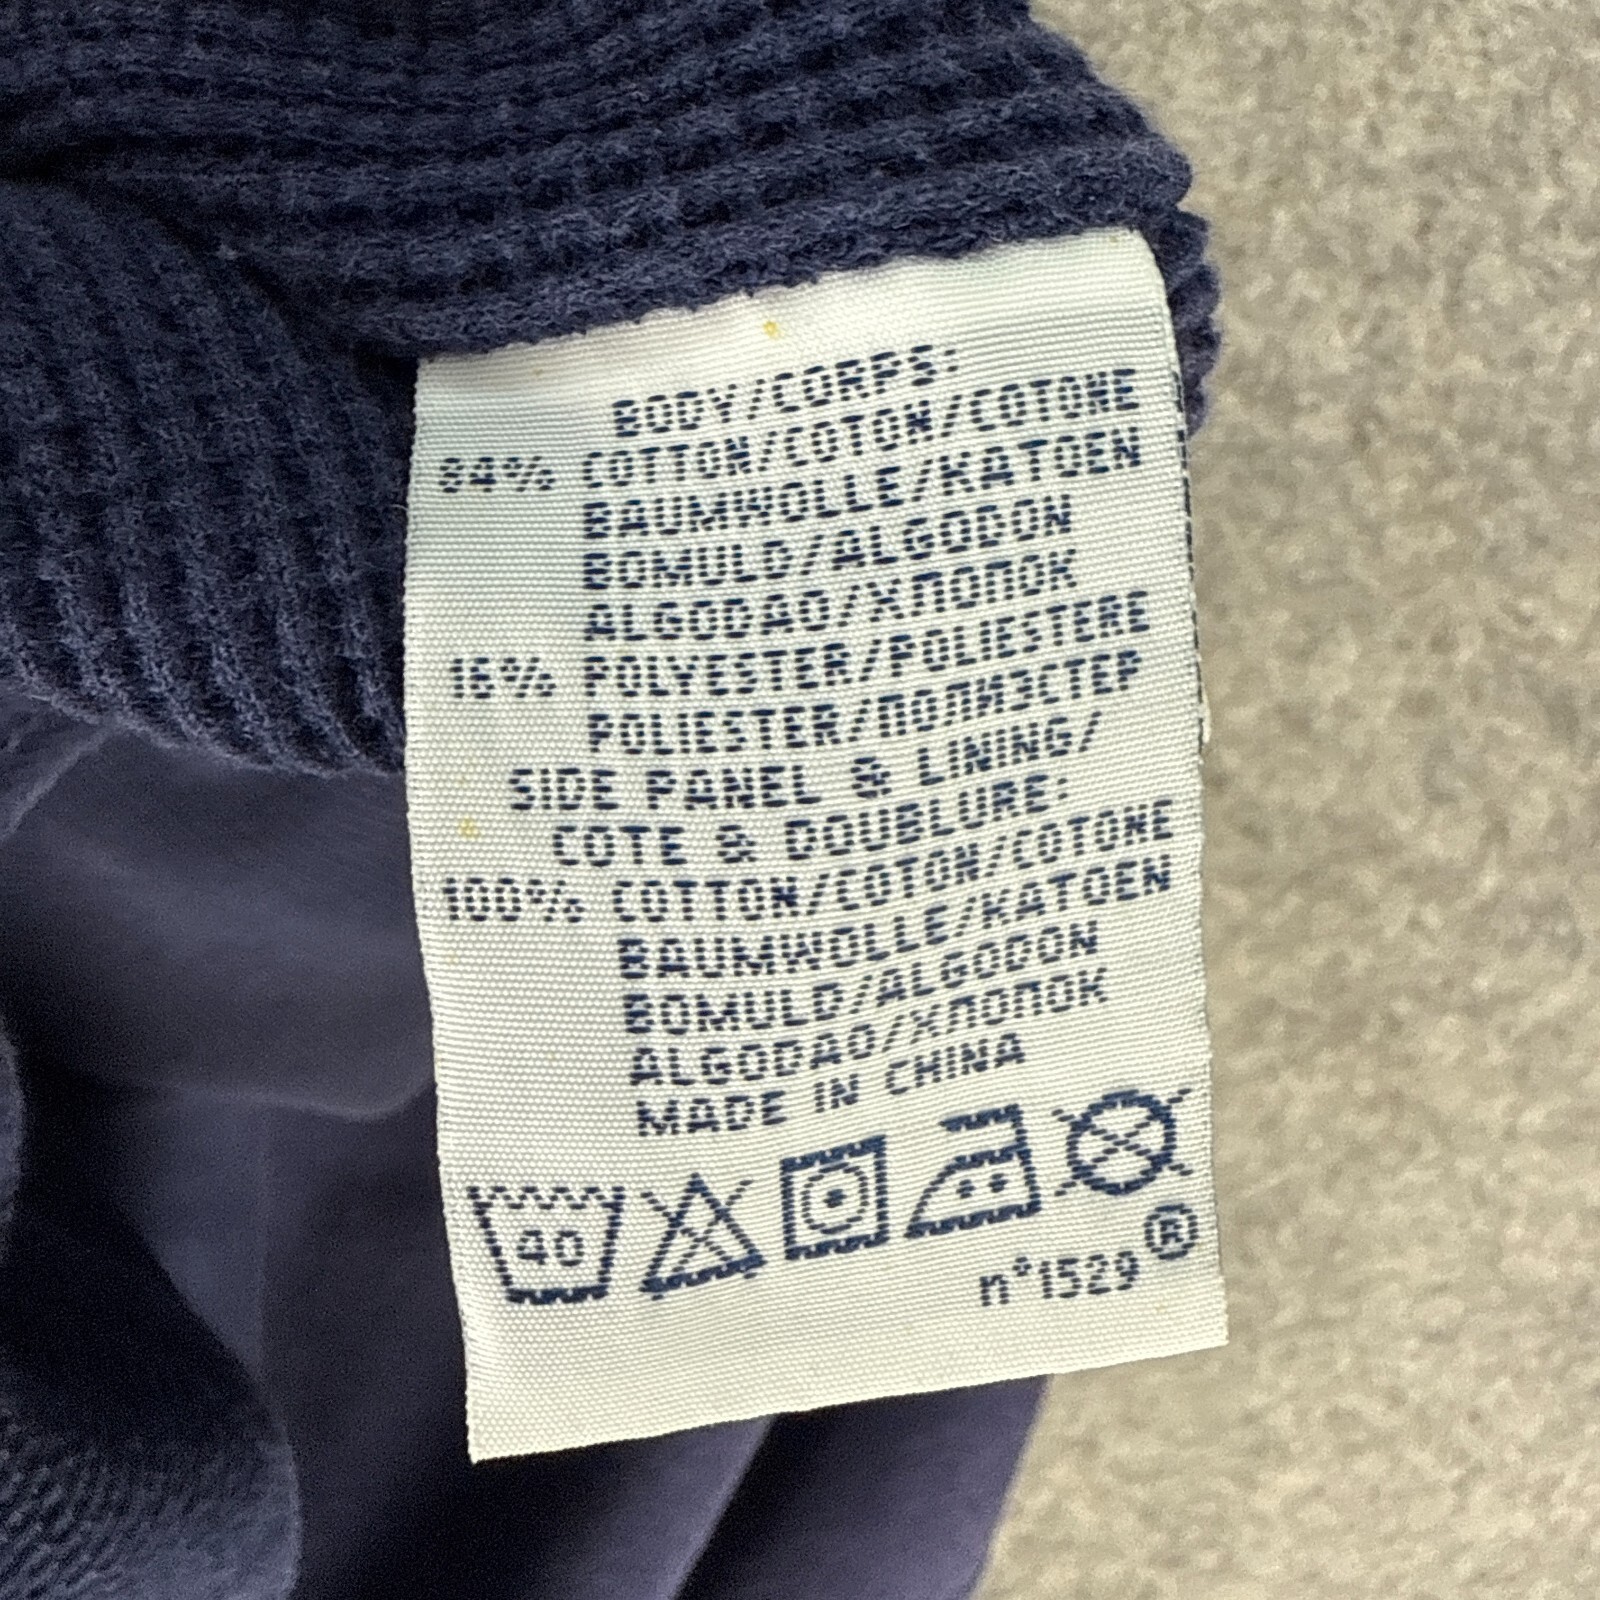 BODY/CORPS:
84% COTTON/COTON/COTONE
BAUMWOLLE/KATOEN
BOMULD/ALGODON
ALGODAO/ХЛОПОК
16% POLYESTER/POLIESTERE
POLIESTER/ПОЛИЭСТЕР
SIDE PANEL & LINING/
COTE & DOUBLURE:
100% COTTON/COTON/COTONE
BAUMWOLLE/KATOEN
BOMULD/ALGODON
ALGODAO/ХЛОПОК
MADE IN CHINA
40
n°1529 ®